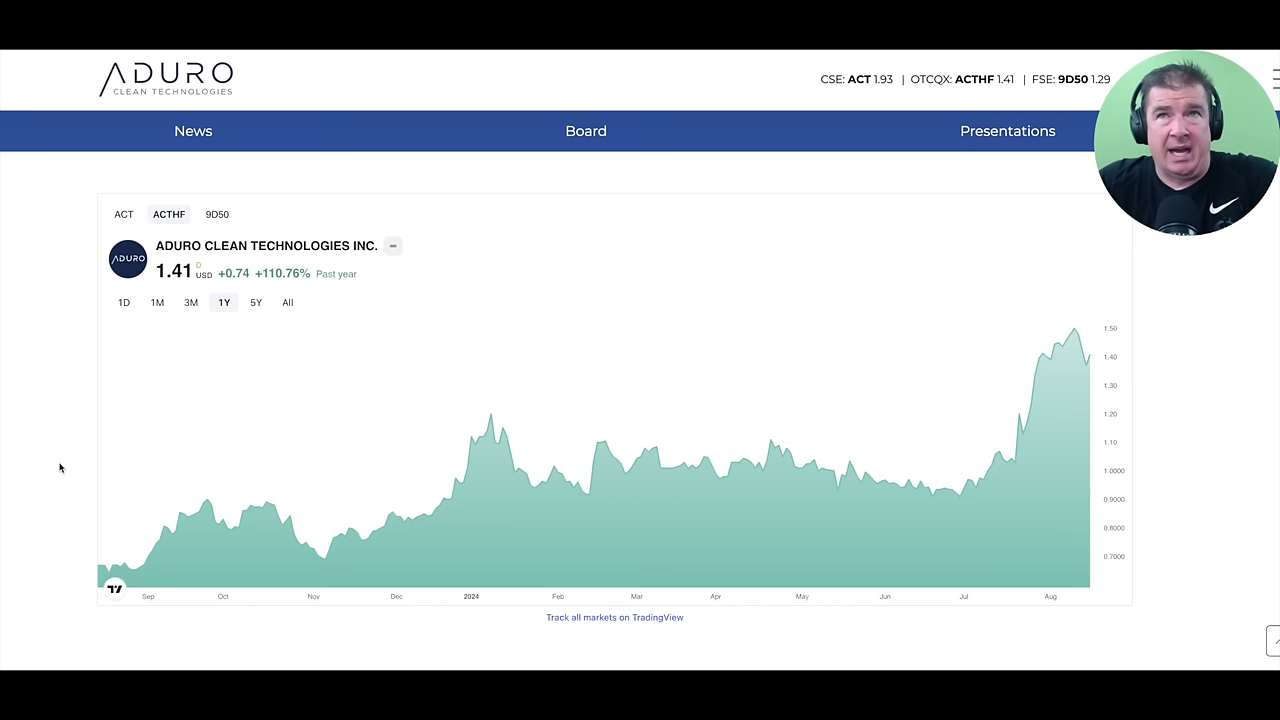 ADURO
CLEAN TECHNOLOGIES
CSE: ACT 1.93 | OTCQX: ACTHF 1.41 | FSE: 9D50 1.29
News Board Presentations
ACT ACTHF 9D50
ADURO
ADURO CLEAN TECHNOLOGIES INC.
1.41 D USD +0.74 +110.76% Past year
1D 1M 3M 1Y 5Y All
1.50
1.40
1.30
1.20
1.10
1.0000
0.9000
0.8000
0.7000
Sep Oct Nov Dec 2024 Feb Mar Apr May Jun Jul Aug
Track all markets on TradingView